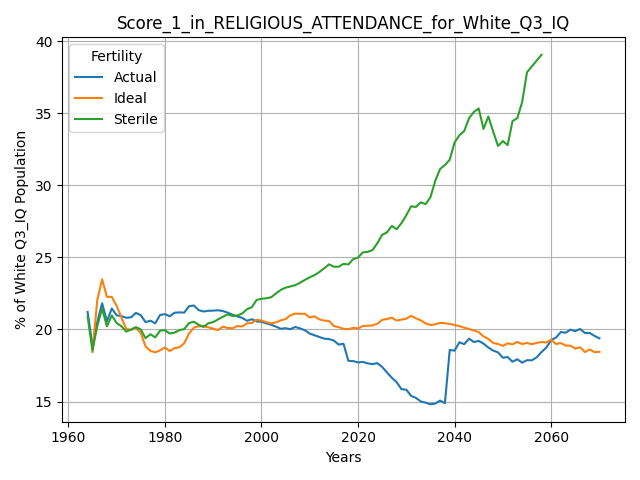 Score_1_in_RELIGIOUS_ATTENDANCE_for_White_Q3_IQ
Fertility
Actual
Ideal
Sterile
% of White Q3_IQ Population
40
35
30
25
20
15
1960
1980
2000
2020
2040
2060
Years